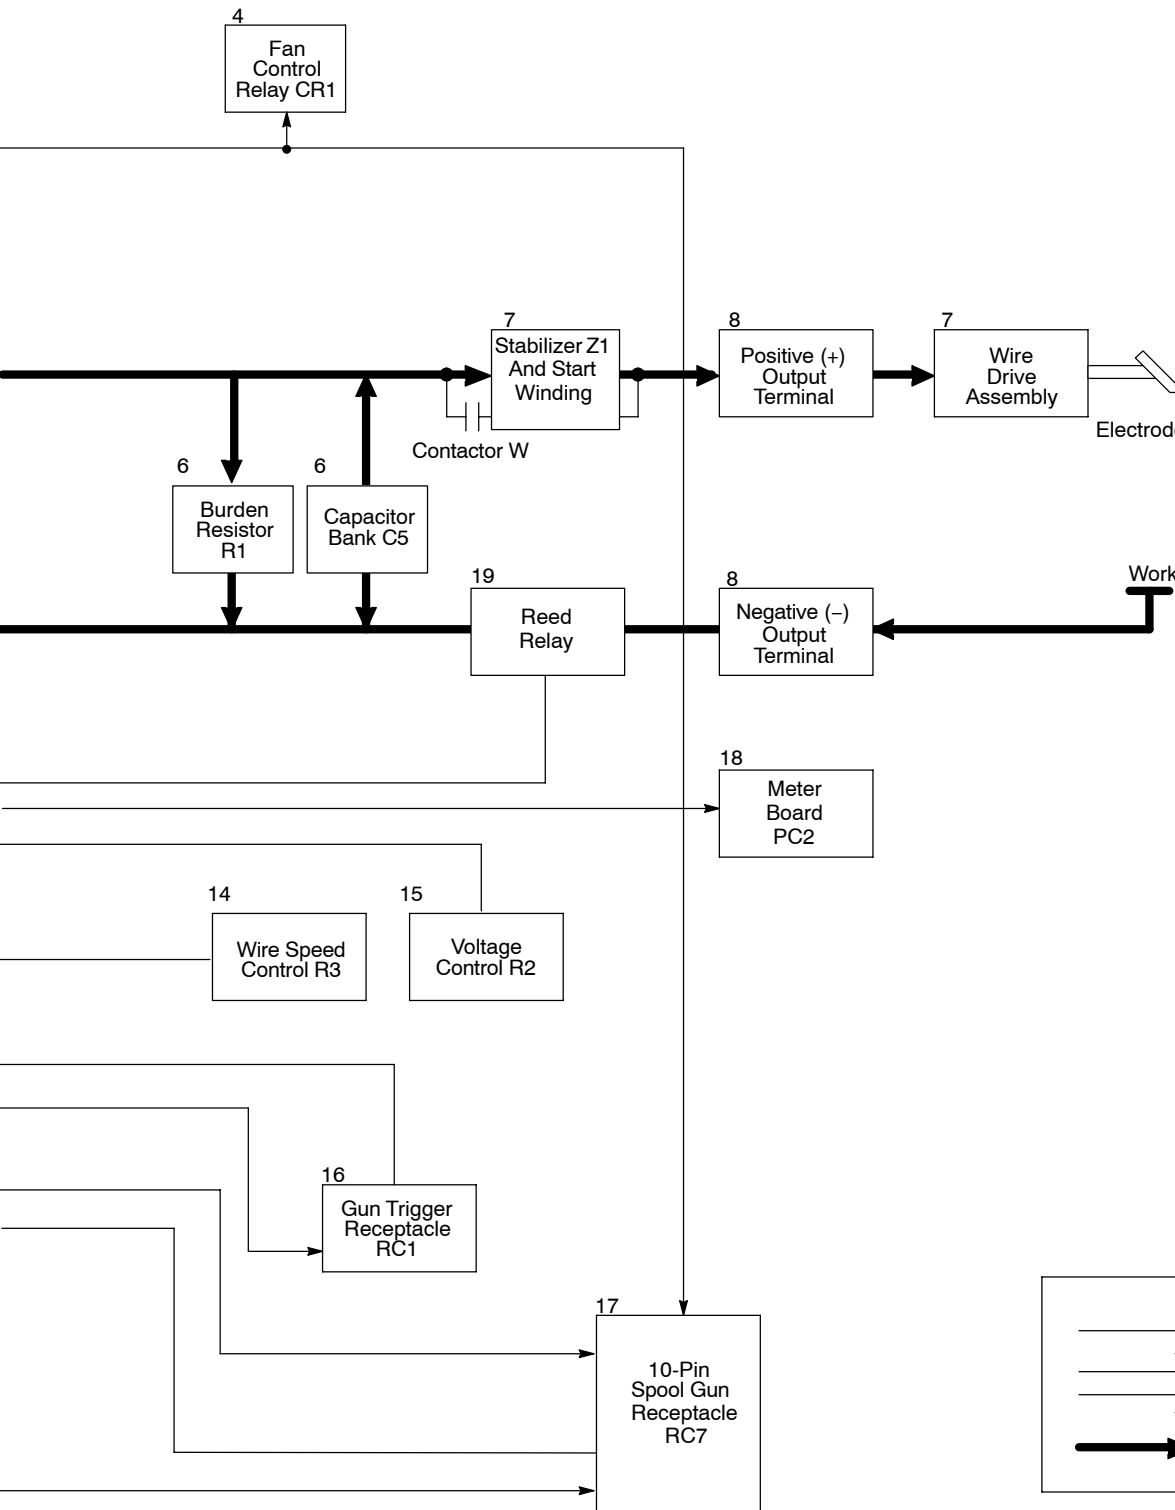 4
Fan
Control
Relay CR1
7
Stabilizer Z1
And Start
Winding
8
Positive (+)
Output
Terminal
7
Wire
Drive
Assembly
Electrod
Contactor W
6
Burden
Resistor
R1
6
Capacitor
Bank C5
19
Reed
Relay
8
Negative (−)
Output
Terminal
Work
18
Meter
Board
PC2
14
Wire Speed
Control R3
15
Voltage
Control R2
16
Gun Trigger
Receptacle
RC1
17
10-Pin
Spool Gun
Receptacle
RC7